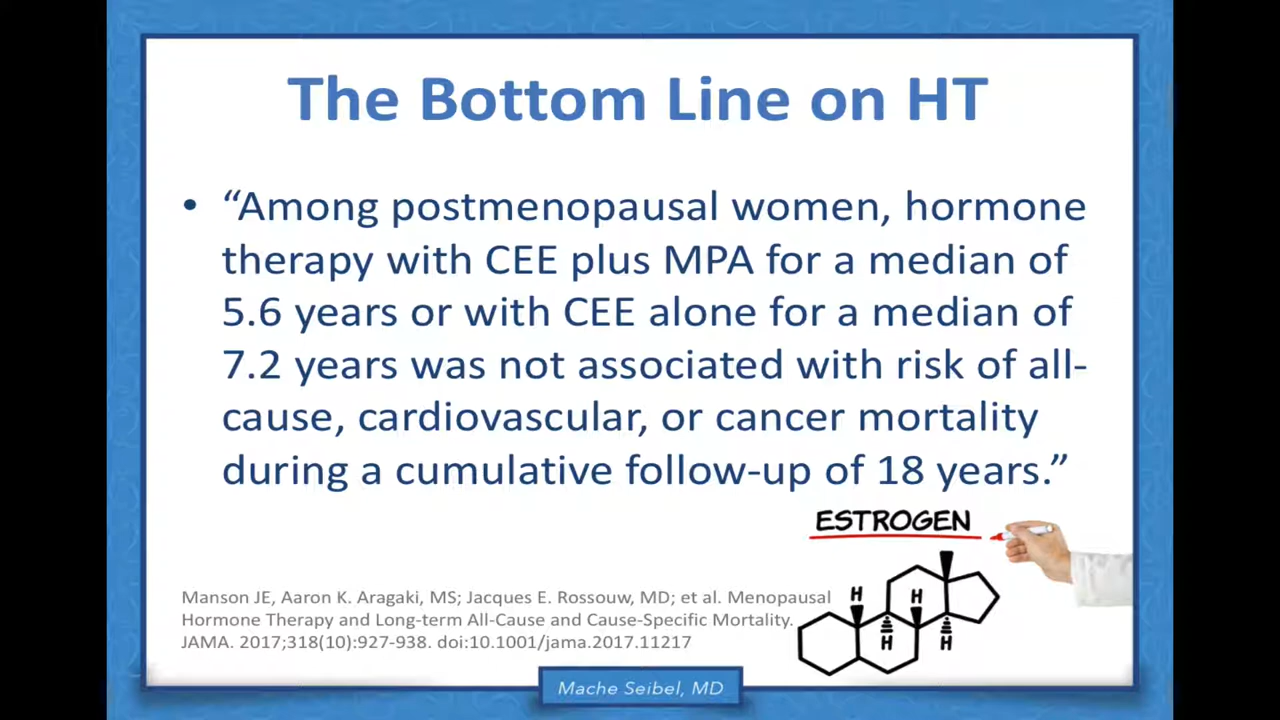 The Bottom Line on HT
• “Among postmenopausal women, hormone
therapy with CEE plus MPA for a median of
5.6 years or with CEE alone for a median of
7.2 years was not associated with risk of all-
cause, cardiovascular, or cancer mortality
during a cumulative follow-up of 18 years.”
ESTROGEN
H
H
H
H
Manson JE, Aaron K. Aragaki, MS; Jacques E. Rossouw, MD; et al. Menopausal
Hormone Therapy and Long-term All-Cause and Cause-Specific Mortality.
JAMA. 2017;318(10):927-938. doi:10.1001/jama.2017.11217
Mache Seibel, MD